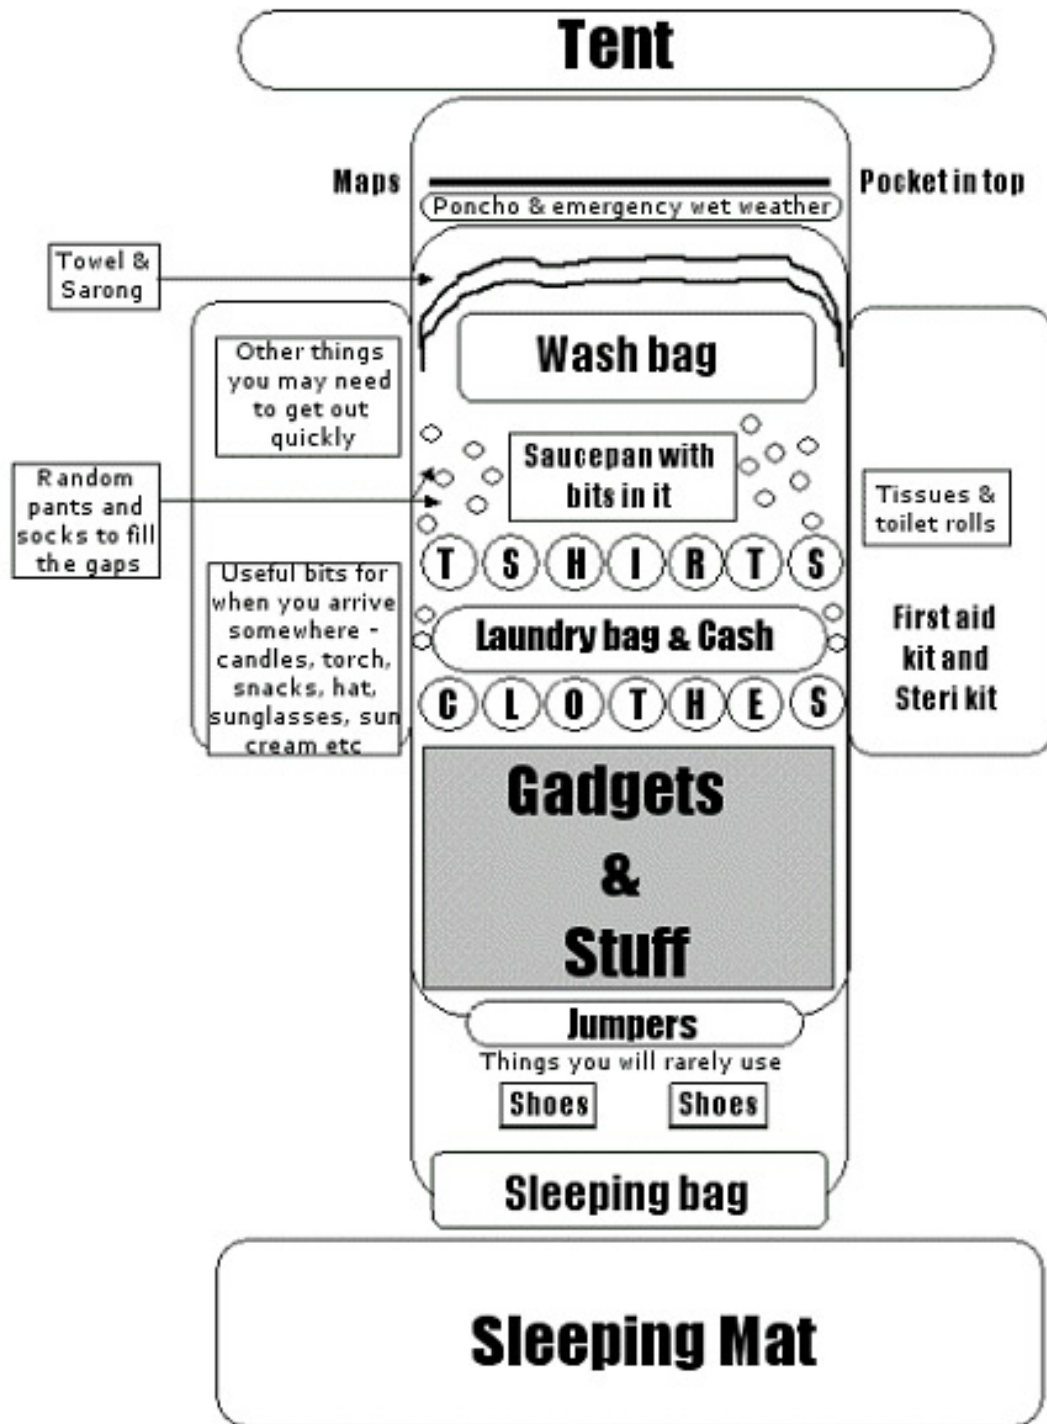 Tent
Maps
Pocket in top
Poncho & emergency wet weather
Towel &
Sarong
Wash bag
Other things
you may need
to get out
quickly
Saucepan with
bits in it
Random
pants and
socks to fill
the gaps
Tissues &
toilet rolls
T S H I R T S
Useful bits for
when you arrive
somewhere -
candles, torch,
snacks, hat,
sunglasses, sun
cream etc
Laundry bag & Cash
First aid
kit and
Steri kit
C L O T H E S
Gadgets
&
Stuff
Jumpers
Things you will rarely use
Shoes
Shoes
Sleeping bag
Sleeping Mat